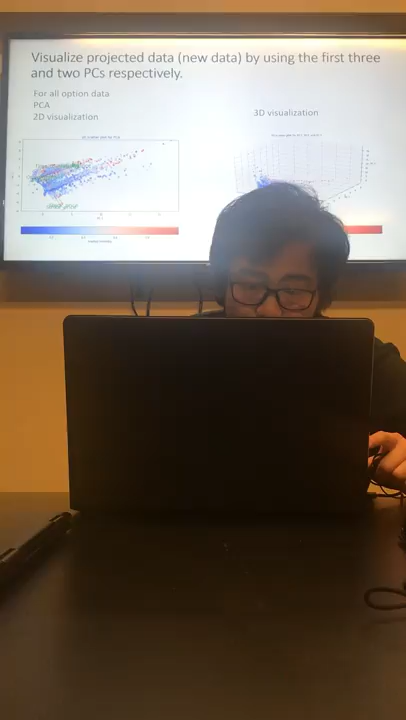 Visualize projected data (new data) by using the first three
and two PCs respectively.
For all option data
PCA
2D visualization
3D visualization